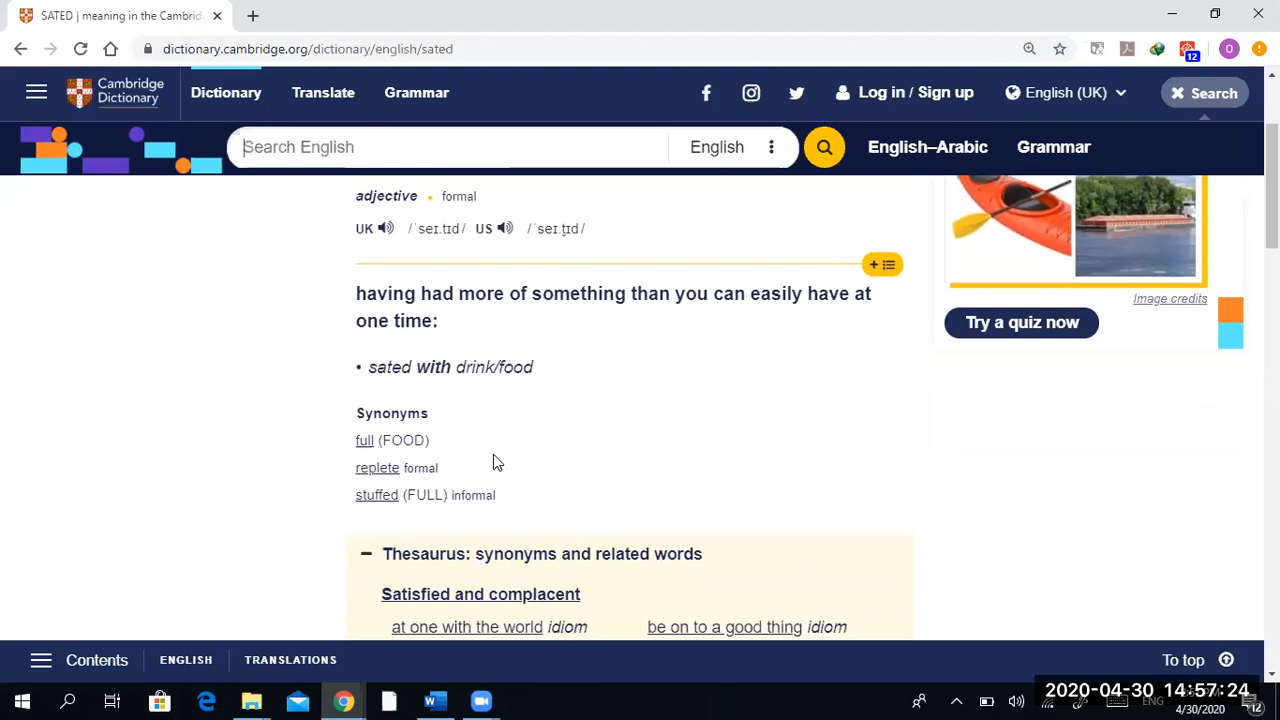 SATED | meaning in the Cambrid
dictionary.cambridge.org/dictionary/english/sated
12
O
Cambridge
Dictionary
Dictionary Translate Grammar
Log in / Sign up
English (UK)
Search
Search English
English
English–Arabic
Grammar
adjective • formal
UK /ˈseɪ.tɪd/ US /ˈseɪ.t̬ɪd/
having had more of something than you can easily have at
one time:
• sated with drink/food
Synonyms
full (FOOD)
replete formal
stuffed (FULL) informal
Image credits
Try a quiz now
Thesaurus: synonyms and related words
Satisfied and complacent
at one with the world idiom
be on to a good thing idiom
Contents
ENGLISH
TRANSLATIONS
To top
2020-04-30 14:57:24
ENG
4/30/2020
12